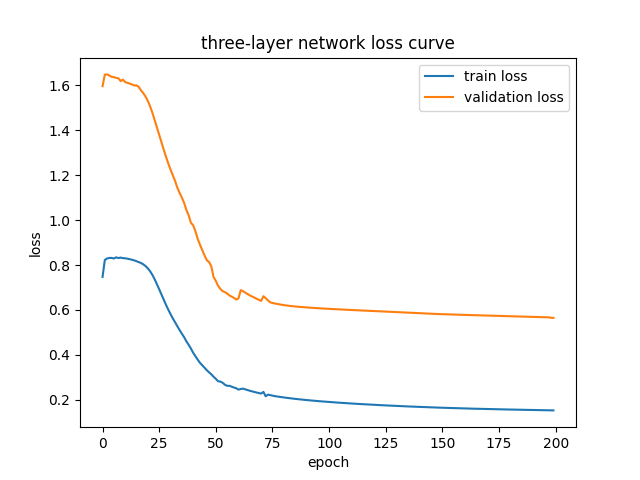 three-layer network loss curve
train loss
validation loss
loss
1.6
1.4
1.2
1.0
0.8
0.6
0.4
0.2
0 25 50 75 100 125 150 175 200
epoch